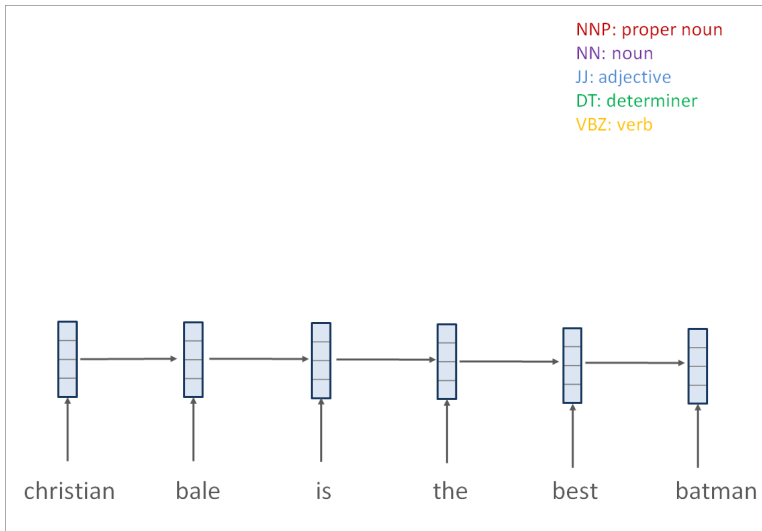 NNP: proper noun
NN: noun
JJ: adjective
DT: determiner
VBZ: verb
christian bale is the best batman